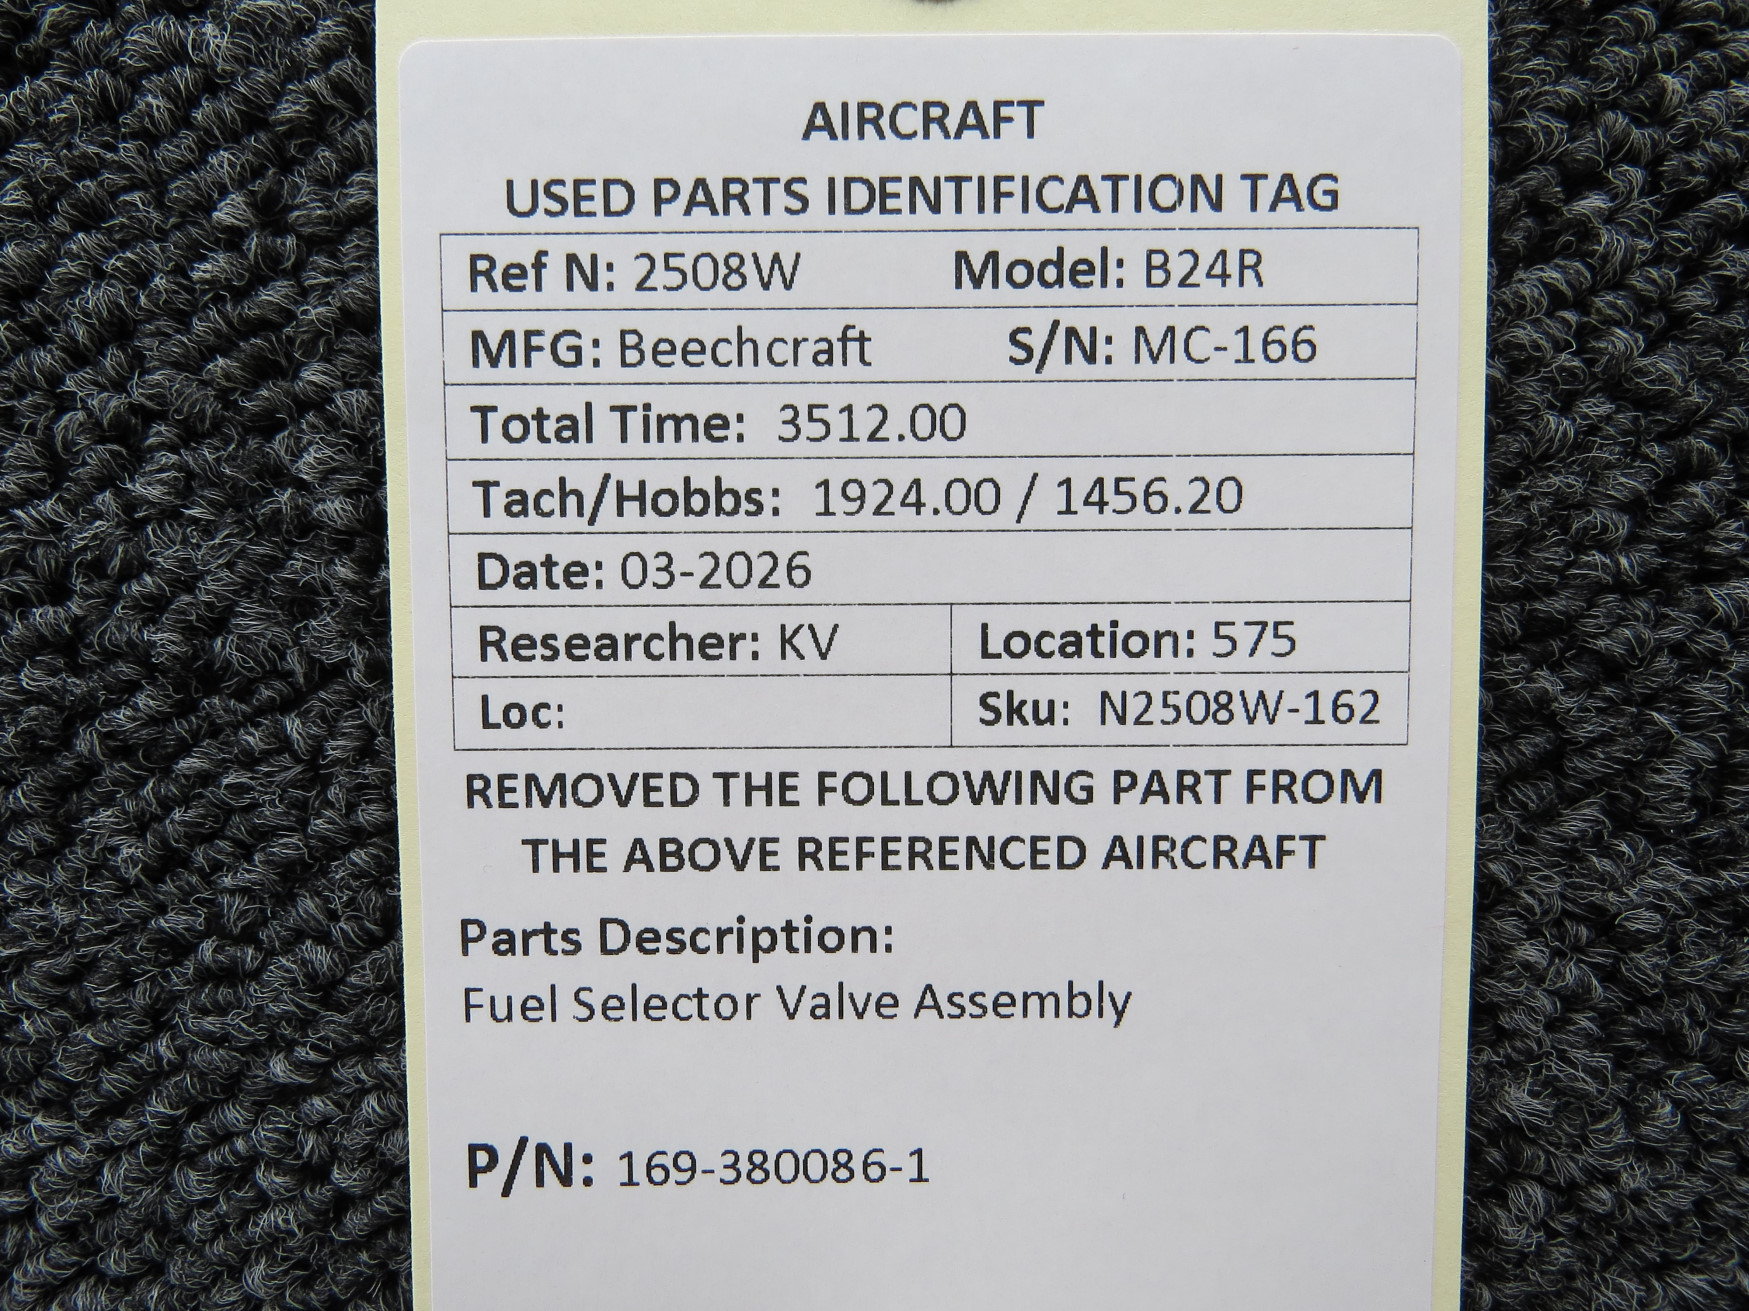 AIRCRAFT
USED PARTS IDENTIFICATION TAG
Ref N: 2508W Model: B24R
MFG: Beechcraft S/N: MC-166
Total Time: 3512.00
Tach/Hobbs: 1924.00 / 1456.20
Date: 03-2026
Researcher: KV Location: 575
Loc: Sku: N2508W-162
REMOVED THE FOLLOWING PART FROM
THE ABOVE REFERENCED AIRCRAFT
Parts Description:
Fuel Selector Valve Assembly
P/N: 169-380086-1